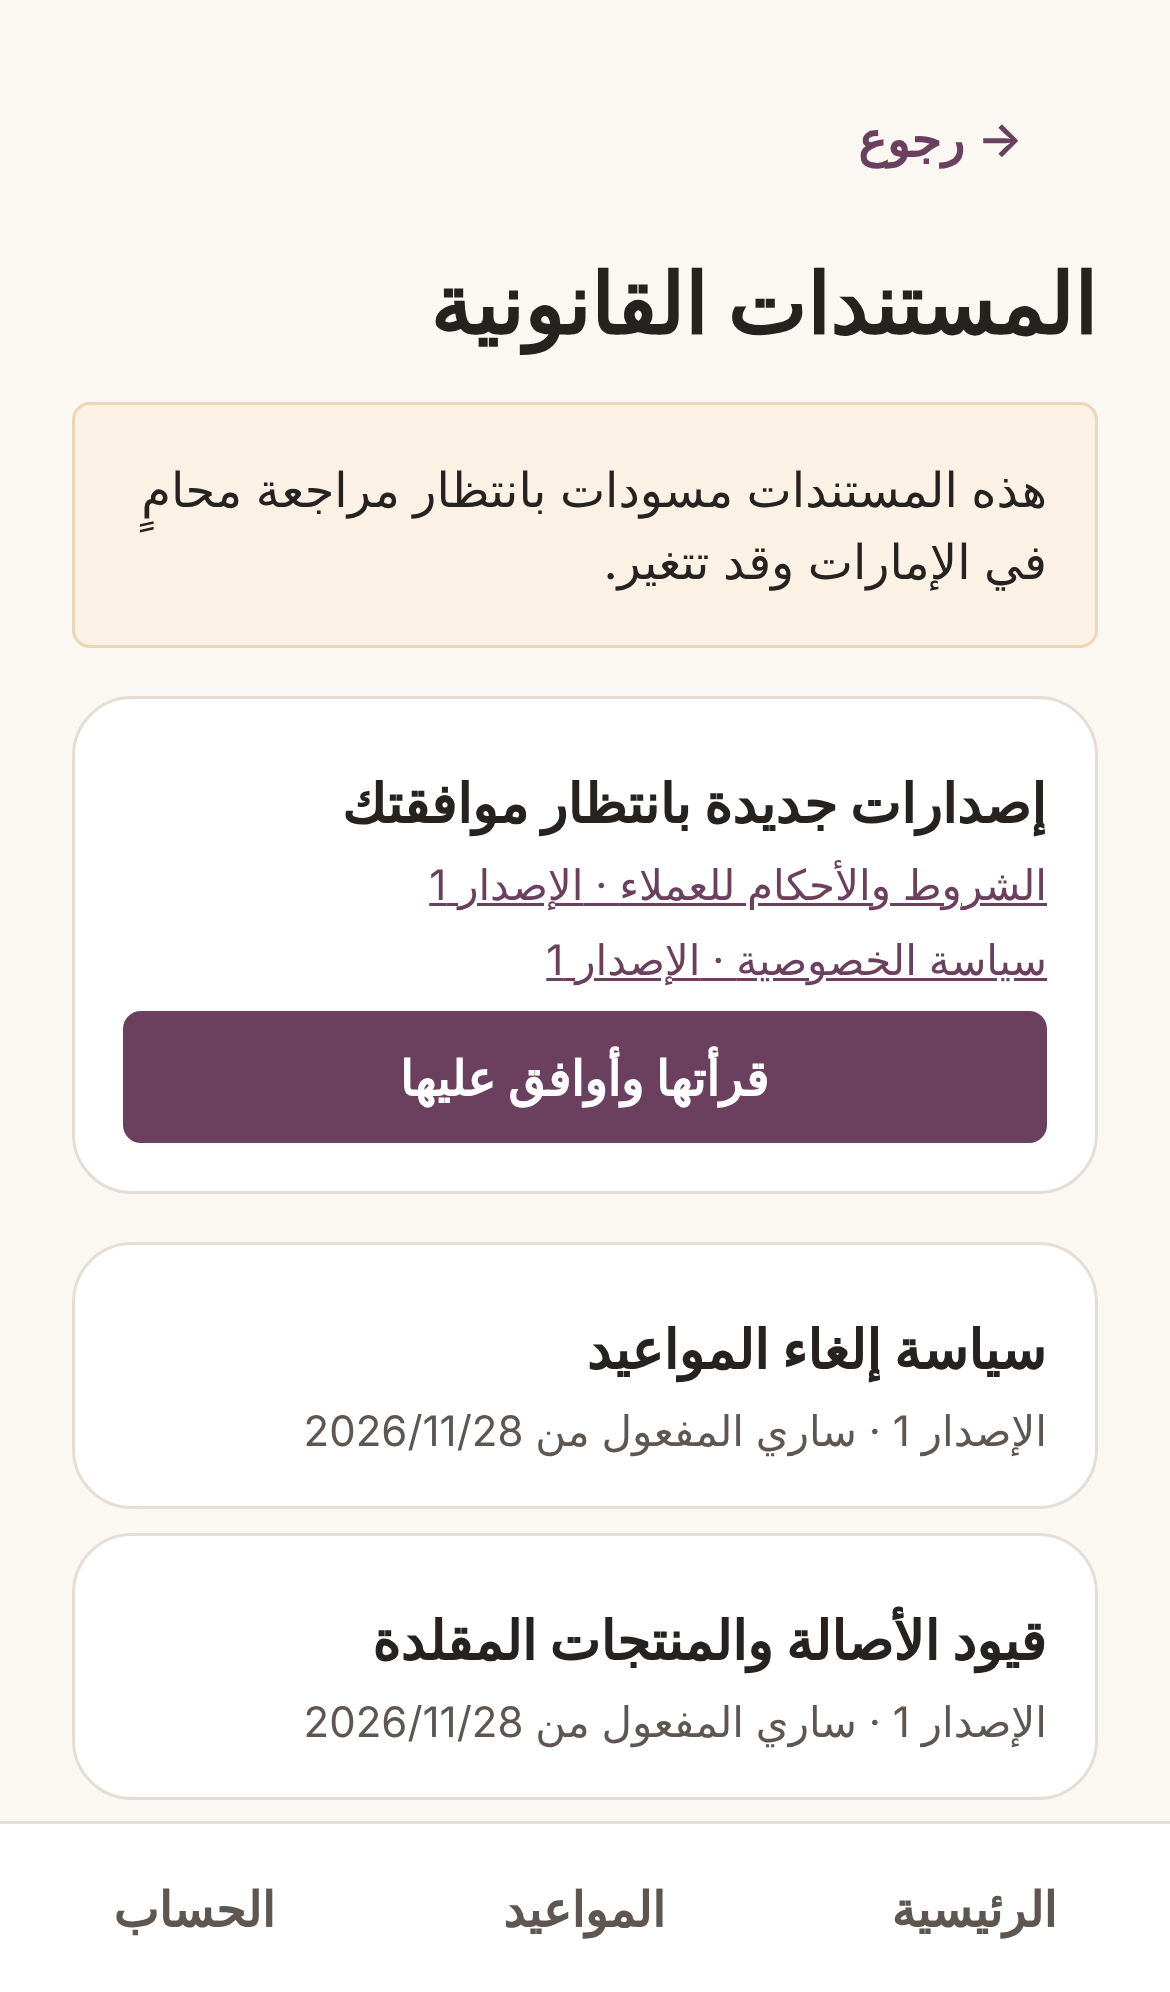 → رجوع
المستندات القانونية
هذه المستندات مسودات بانتظار مراجعة محامٍ
في الإمارات وقد تتغير.
إصدارات جديدة بانتظار موافقتك
الشروط والأحكام للعملاء · الإصدار 1
سياسة الخصوصية · الإصدار 1
قرأتها وأوافق عليها
سياسة إلغاء المواعيد
الإصدار 1 · ساري المفعول من 2026/11/28
قيود الأصالة والمنتجات المقلدة
الإصدار 1 · ساري المفعول من 2026/11/28
الرئيسية
المواعيد
الحساب